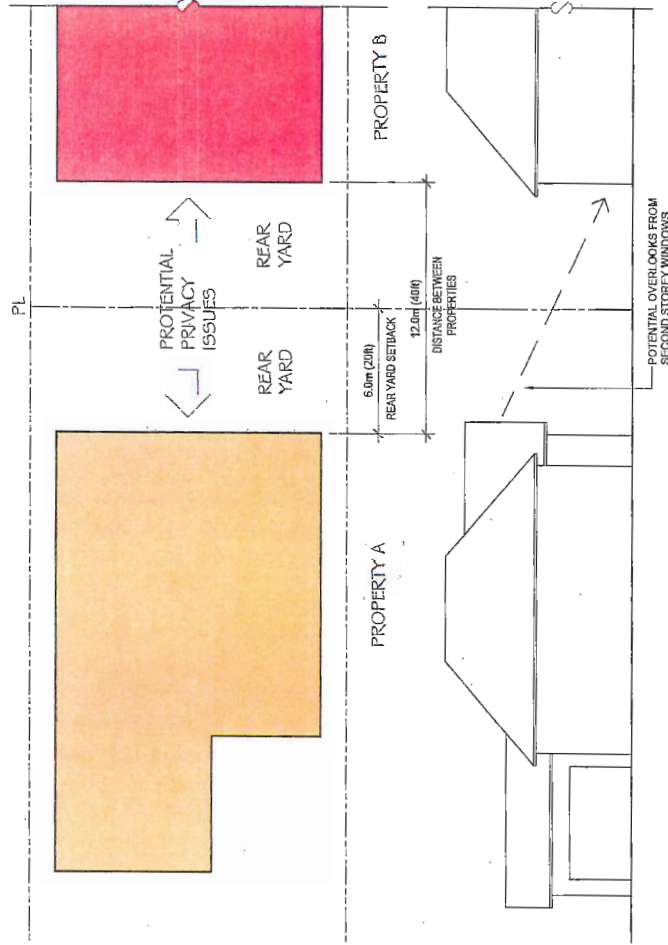 PL
PROTENTIAL
PRIVACY
ISSUES
REAR
YARD
REAR
YARD
PROPERTY B
6.0m (20ft)
REAR YARD SETBACK
12.0m (40ft)
DISTANCE BETWEEN
PROPERTIES
PROPERTY A
POTENTIAL OVERLOOKS FROM
SECOND STOREY WINDOWS